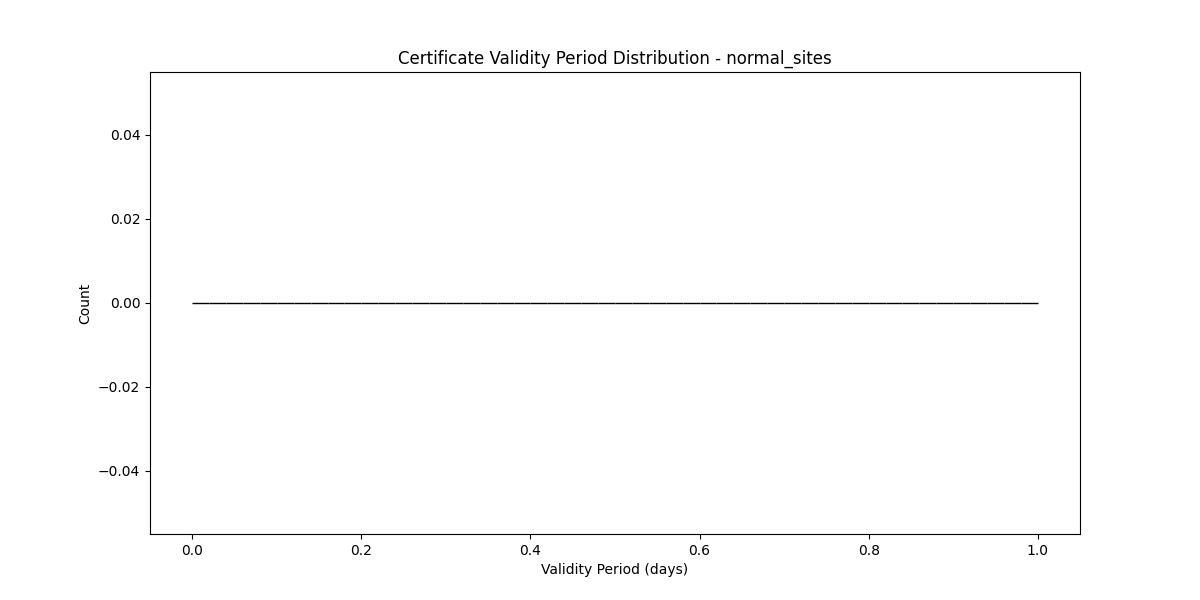 Certificate Validity Period Distribution - normal_sites
0.04
0.02
0.00
−0.02
−0.04
Count
0.0 0.2 0.4 0.6 0.8 1.0
Validity Period (days)